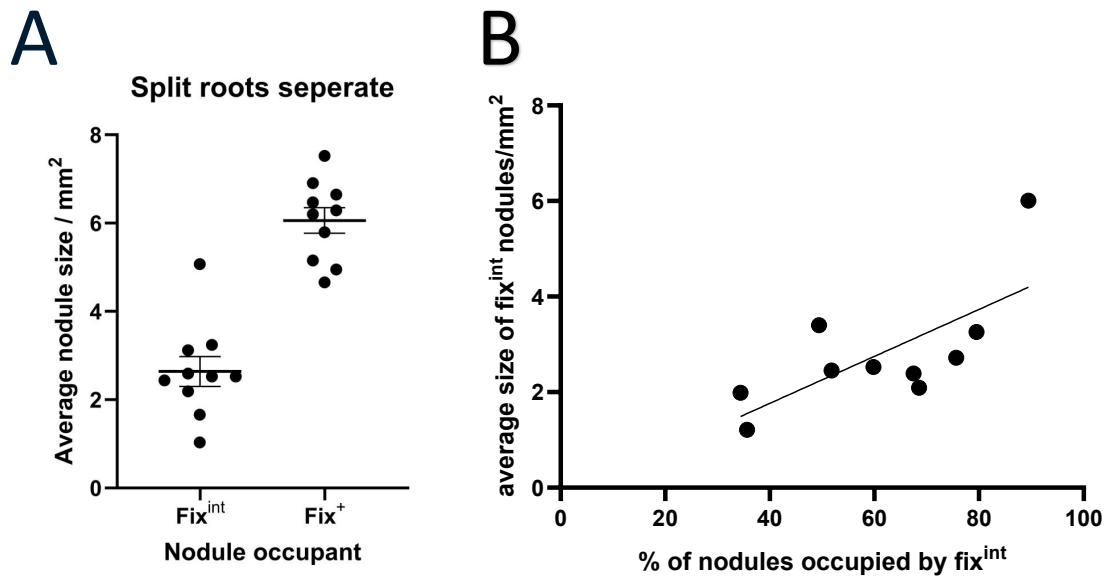 A
Split roots seperate
Average nodule size / mm²
8
6
4
2
0
Fixⁱⁿᵗ
Fix⁺
Nodule occupant
B
average size of fixⁱⁿᵗ nodules/mm²
8
6
4
2
0
0
20
40
60
80
100
% of nodules occupied by fixⁱⁿᵗ